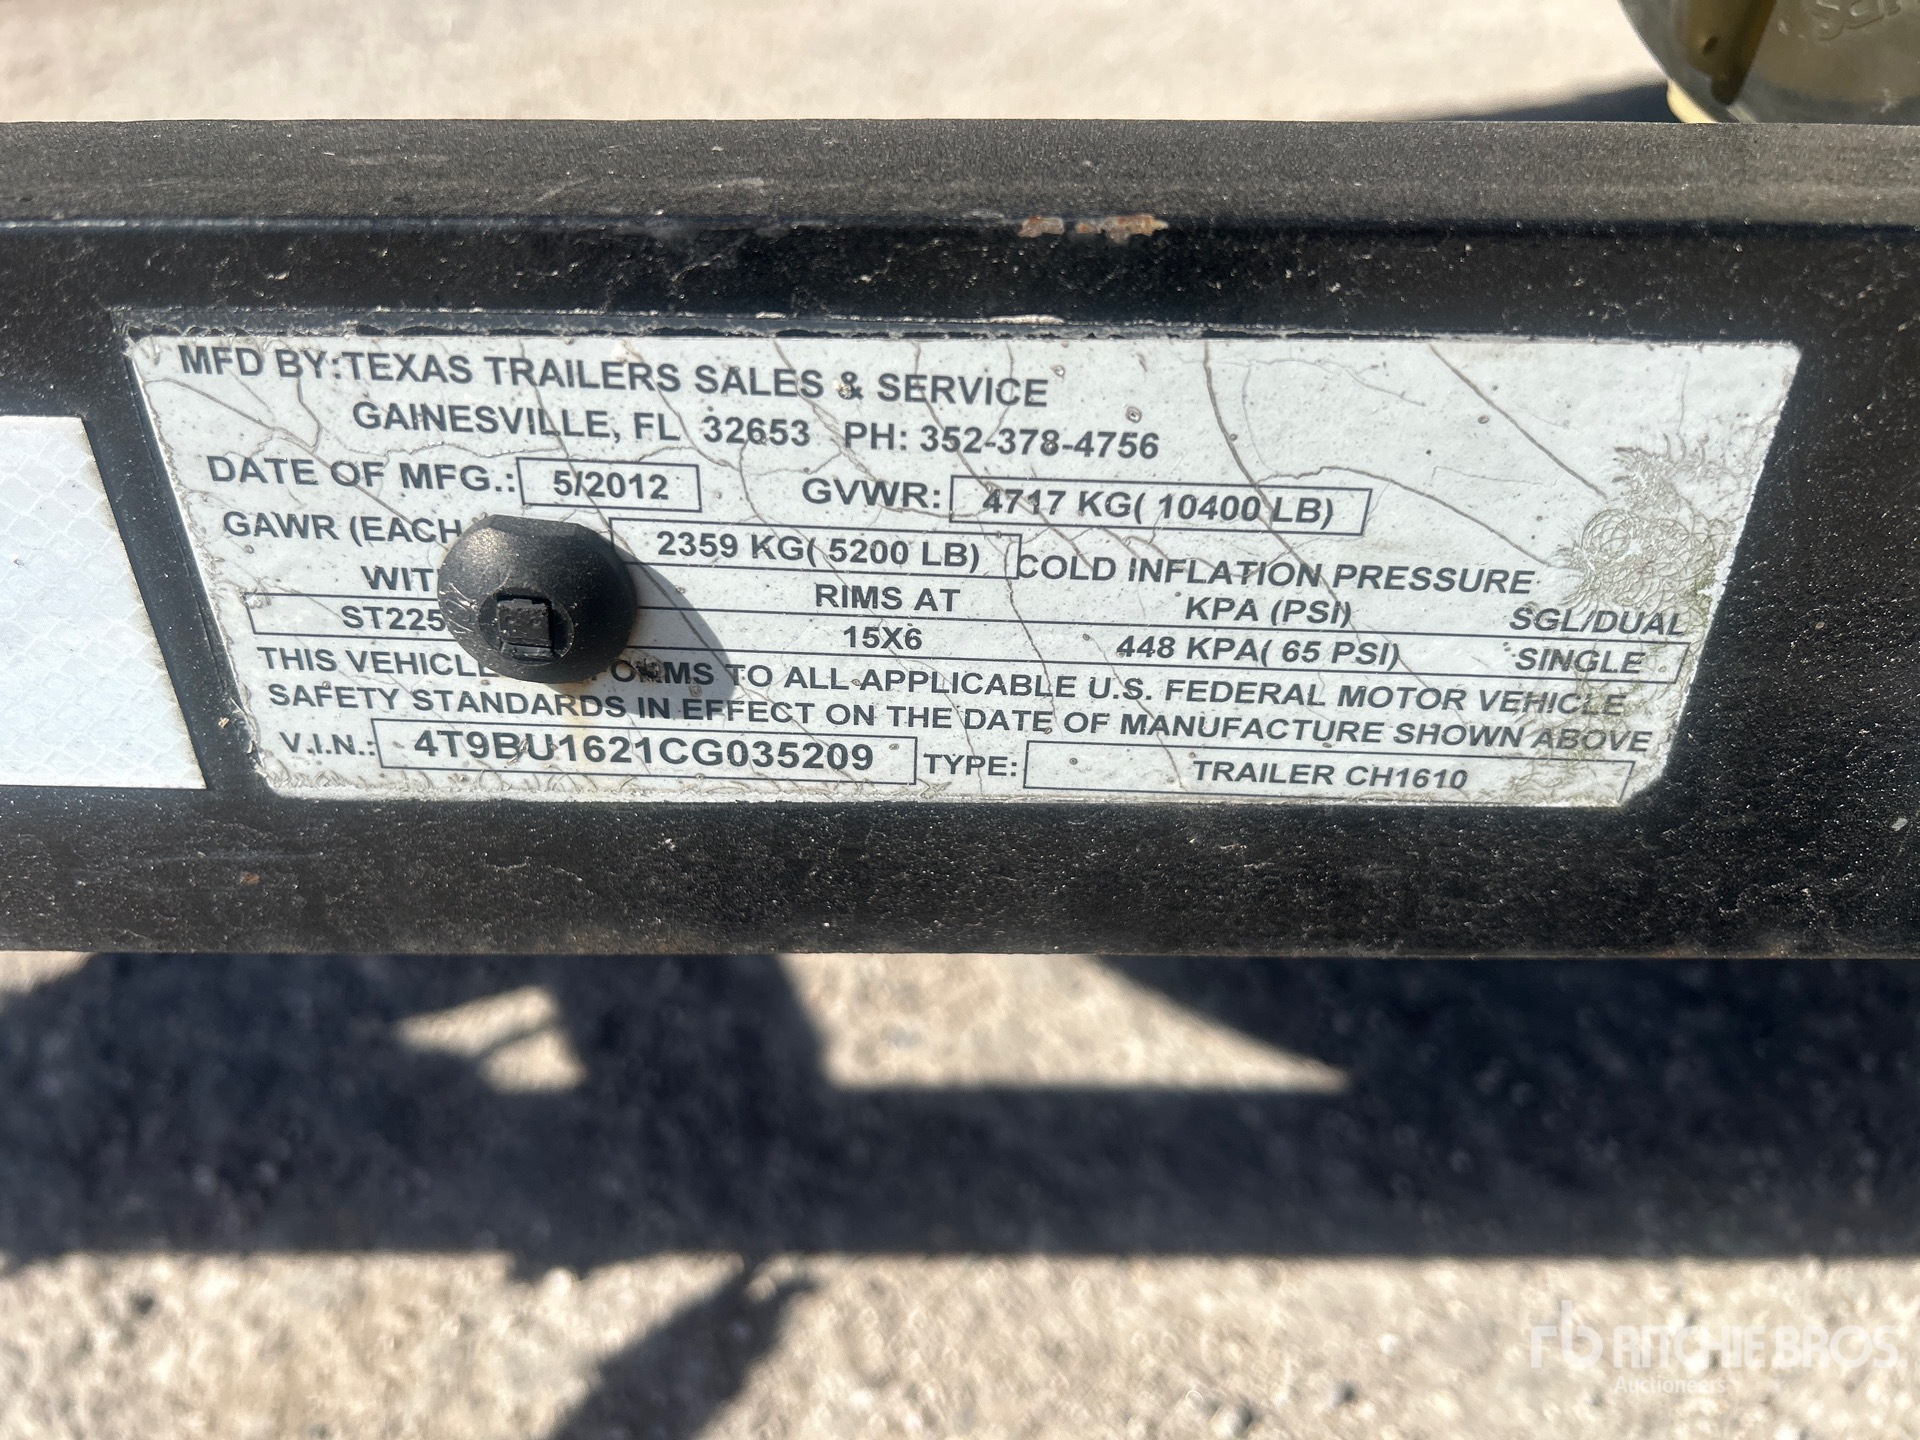 MFD BY:TEXAS TRAILERS SALES & SERVICE
GAINESVILLE, FL 32653 PH: 352-378-4756
DATE OF MFG.: 5/2012 GVWR: 4717 KG( 10400 LB)
GAWR (EACH 2359 KG( 5200 LB) COLD INFLATION PRESSURE
RIMS AT KPA (PSI) SGL/DUAL
ST225 15X6 448 KPA( 65 PSI) SINGLE
THIS VEHICLE TO ALL APPLICABLE U.S. FEDERAL MOTOR VEHICLE
SAFETY STANDARDS IN EFFECT ON THE DATE OF MANUFACTURE SHOWN ABOVE
V.I.N.: 4T9BU1621CG035209 TYPE: TRAILER CH1610
rb RITCHIE BROS.
Auctioneers